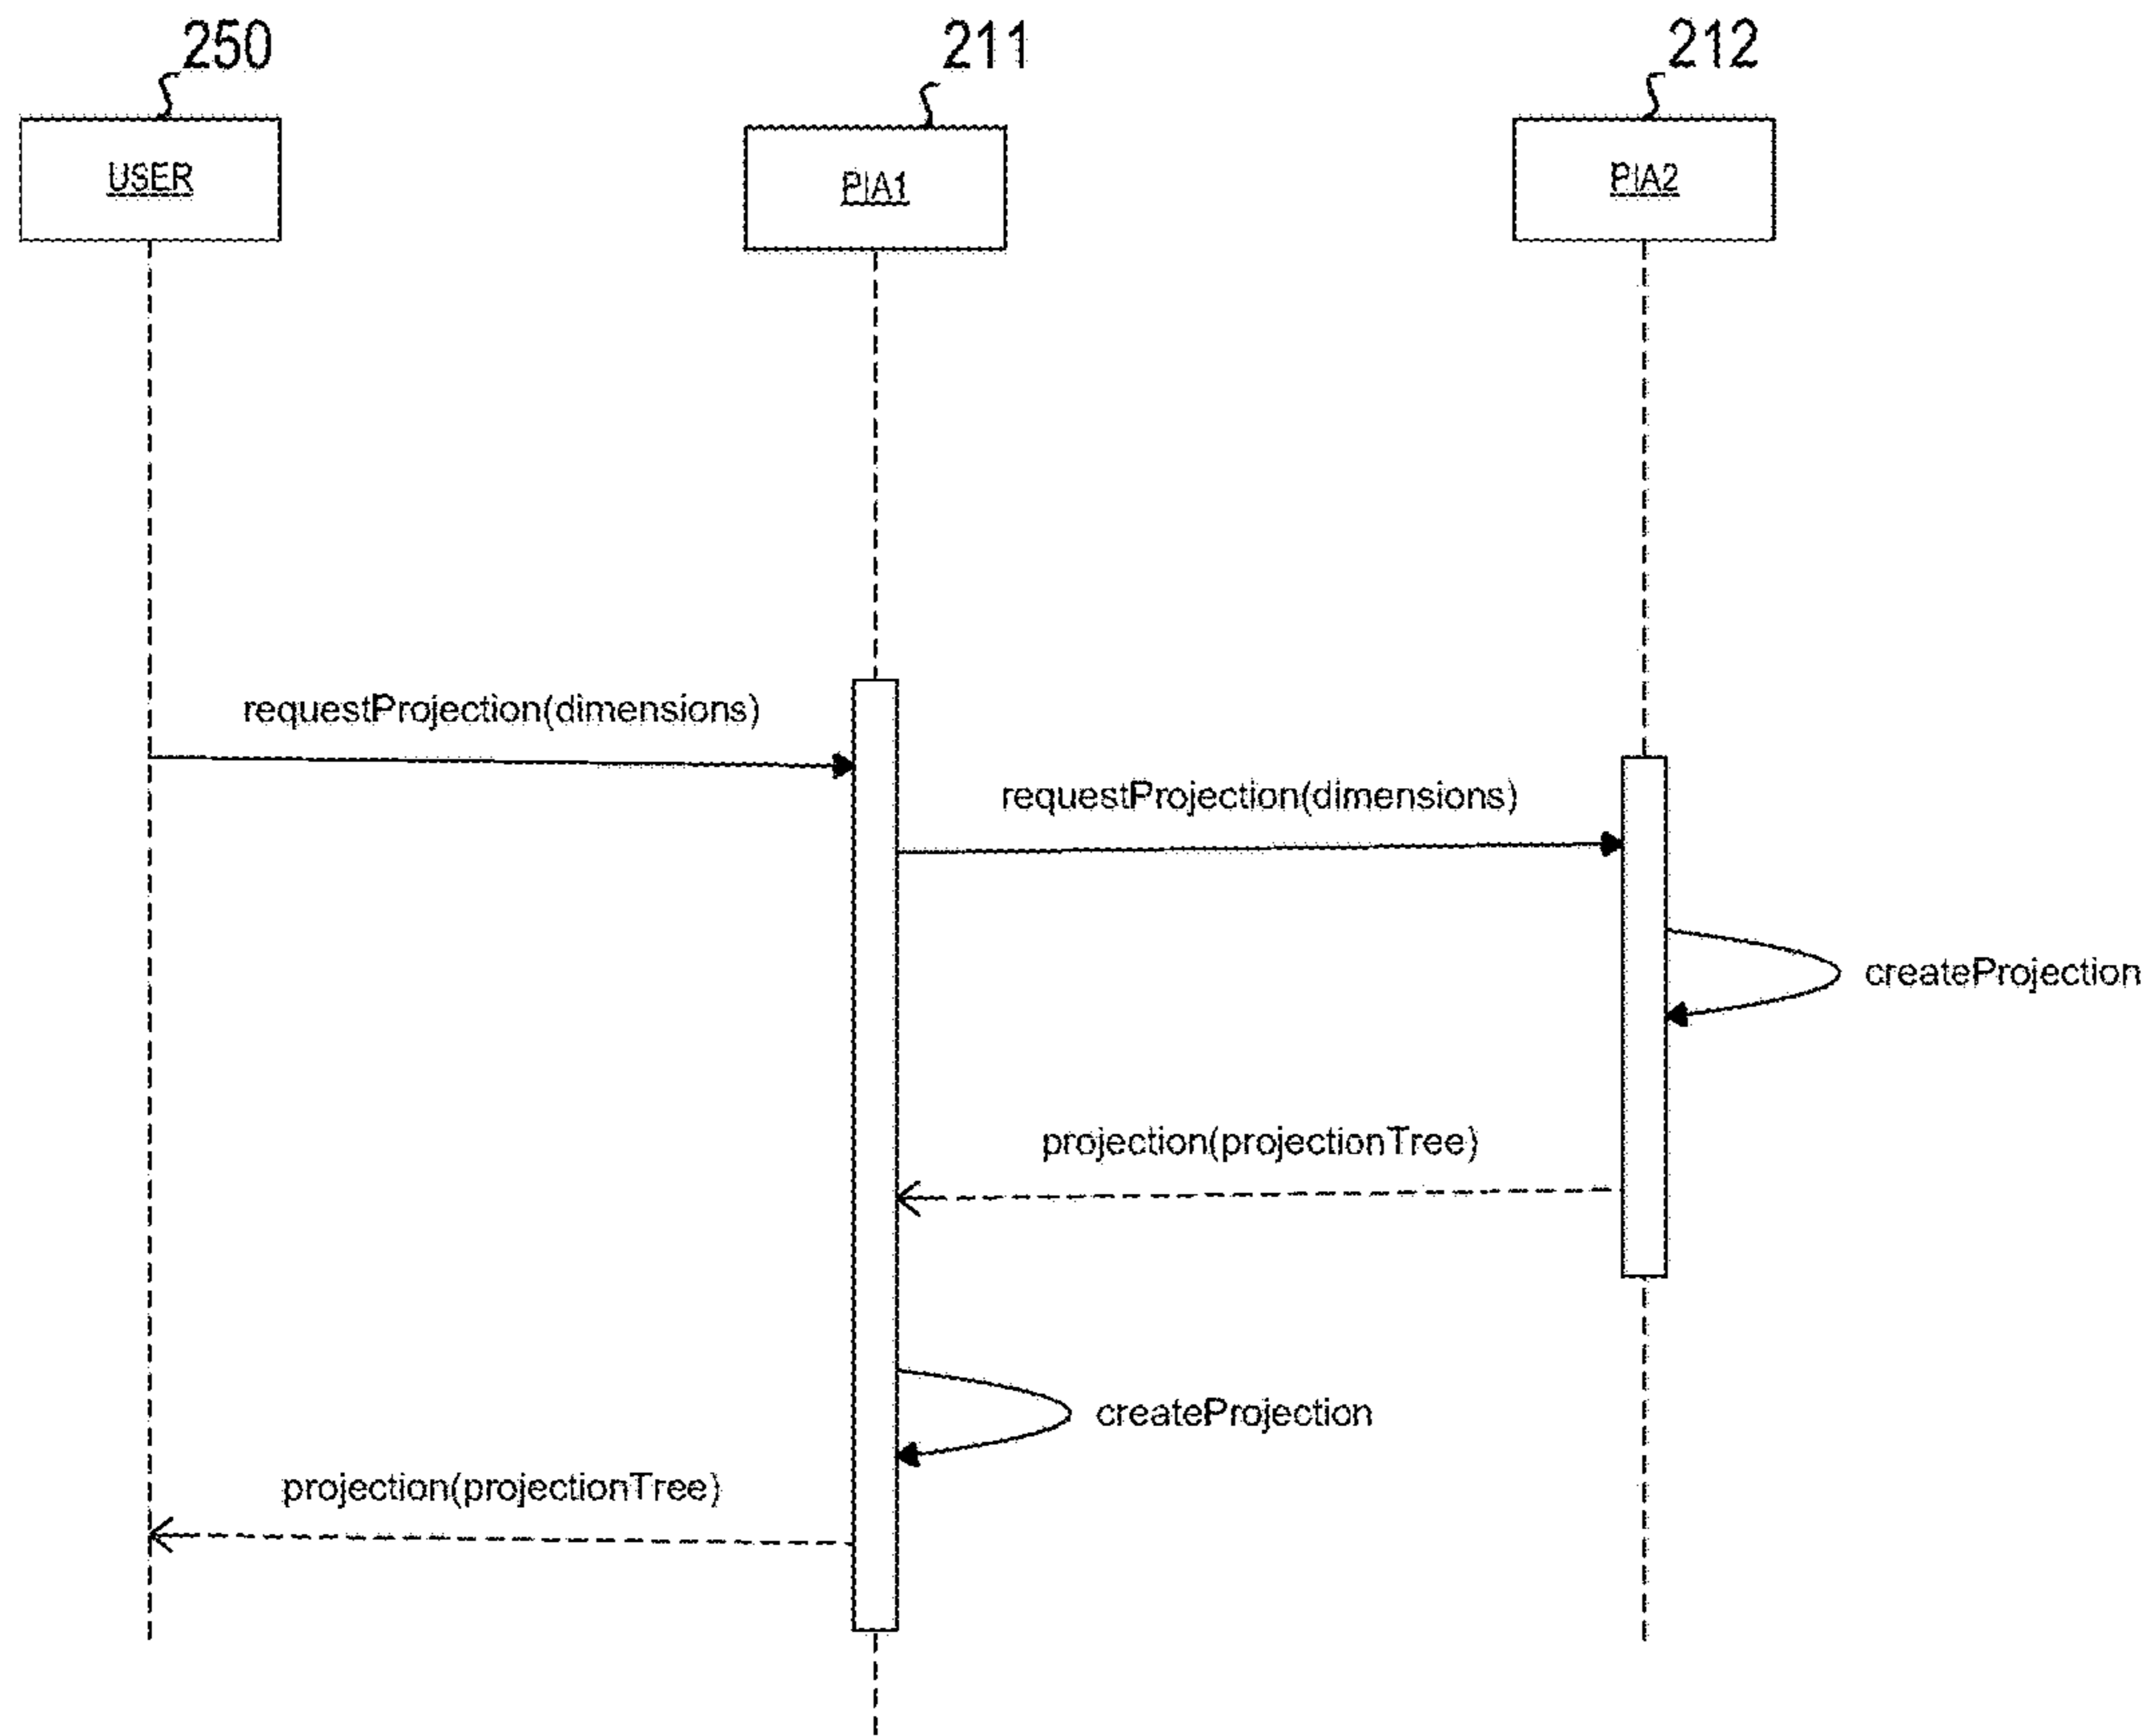 250
211
212
USER
PIA1
PIA2
requestProjection(dimensions)
requestProjection(dimensions)
createProjection
projection(projectionTree)
createProjection
projection(projectionTree)